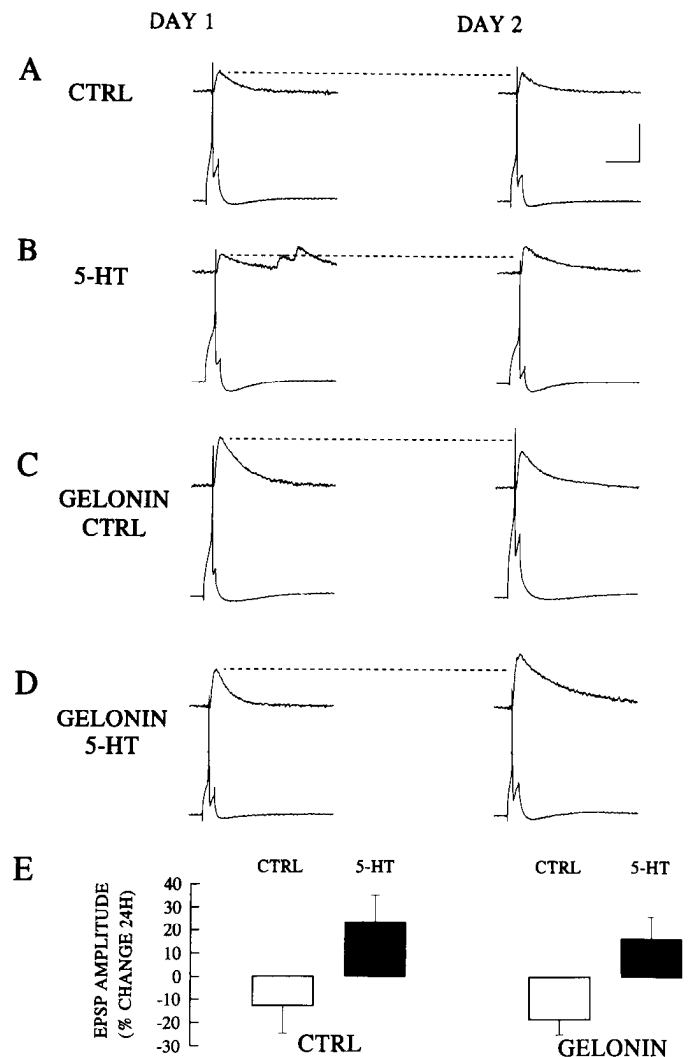 DAY 1
DAY 2
A
CTRL
B
5-HT
C
GELONIN
CTRL
D
GELONIN
5-HT
E
CTRL
5-HT
CTRL
5-HT
EPSP AMPLITUDE
(% CHANGE 24H)
40
30
20
10
0
-10
-20
-30
CTRL
GELONIN